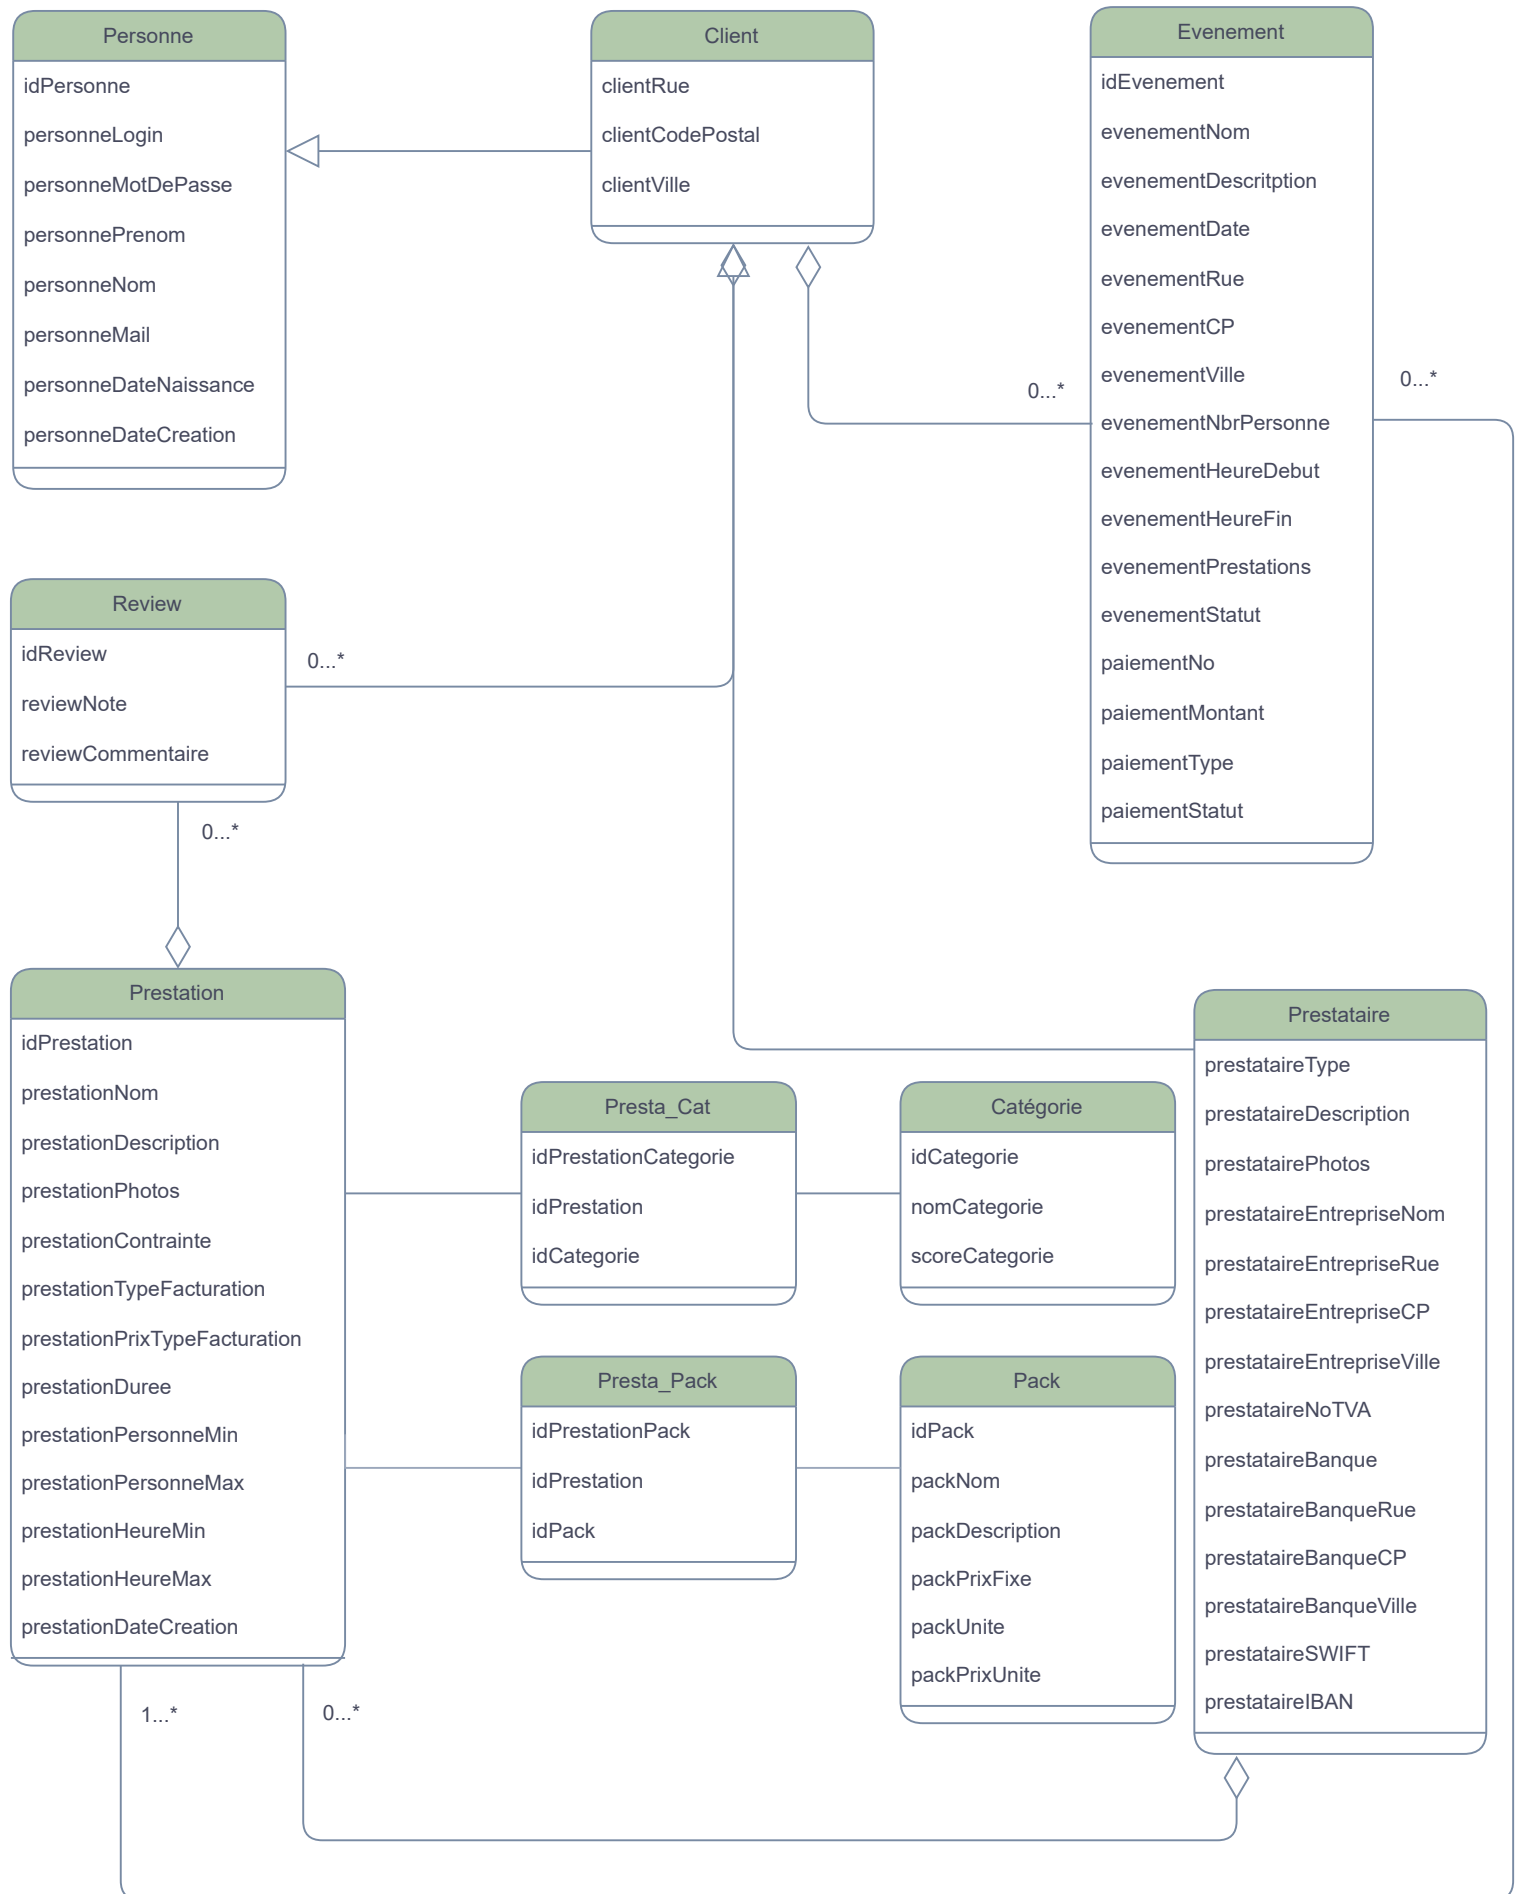 Personne
idPersonne
personneLogin
personneMotDePasse
personnePrenom
personneNom
personneMail
personneDateNaissance
personneDateCreation
Client
clientRue
clientCodePostal
clientVille
Evenement
idEvenement
evenementNom
evenementDescritption
evenementDate
evenementRue
evenementCP
evenementVille
evenementNbrPersonne
evenementHeureDebut
evenementHeureFin
evenementPrestations
evenementStatut
paiementNo
paiementMontant
paiementType
paiementStatut
0...*
0...*
Review
idReview
reviewNote
reviewCommentaire
0...*
0...*
Prestation
idPrestation
prestationNom
prestationDescription
prestationPhotos
prestationContrainte
prestationTypeFacturation
prestationPrixTypeFacturation
prestationDuree
prestationPersonneMin
prestationPersonneMax
prestationHeureMin
prestationHeureMax
prestationDateCreation
1...*
0...*
Presta_Cat
idPrestationCategorie
idPrestation
idCategorie
Catégorie
idCategorie
nomCategorie
scoreCategorie
Presta_Pack
idPrestationPack
idPrestation
idPack
Pack
idPack
packNom
packDescription
packPrixFixe
packUnite
packPrixUnite
Prestataire
prestataireType
prestataireDescription
prestatairePhotos
prestataireEntrepriseNom
prestataireEntrepriseRue
prestataireEntrepriseCP
prestataireEntrepriseVille
prestataireNoTVA
prestataireBanque
prestataireBanqueRue
prestataireBanqueCP
prestataireBanqueVille
prestataireSWIFT
prestataireIBAN